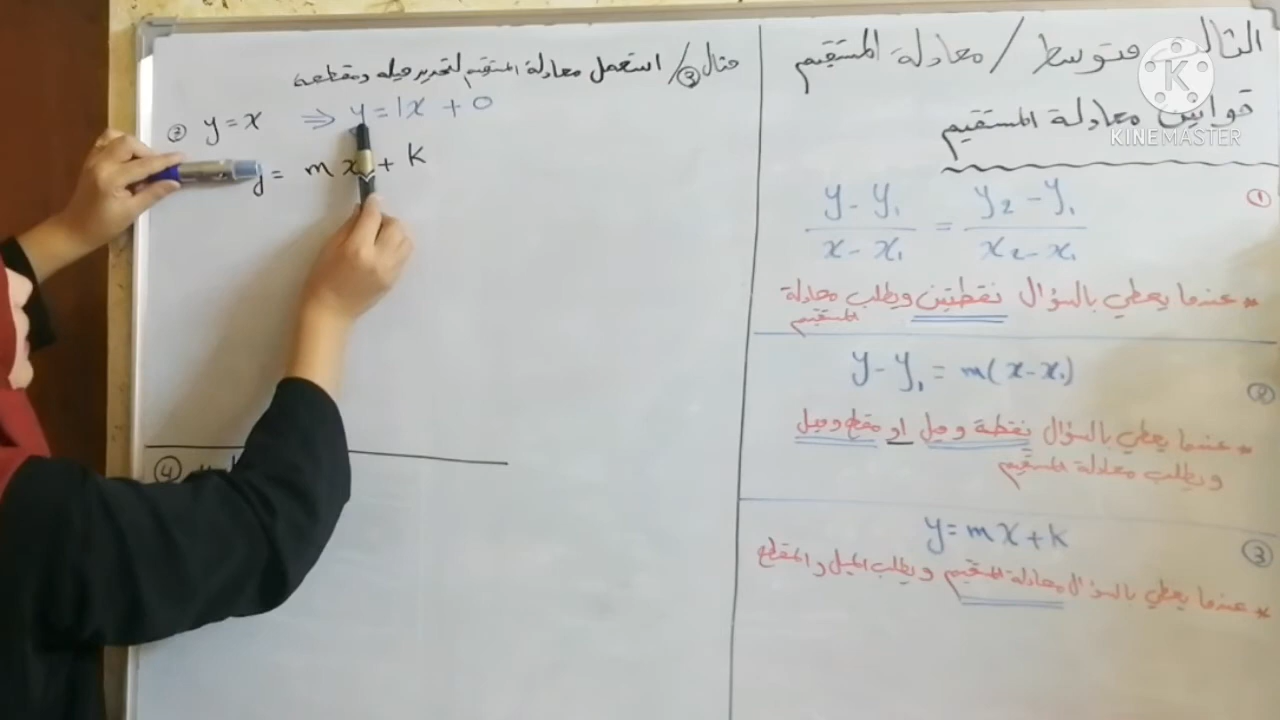 الثالث متوسط / معادلة المستقيم
قوانين معادلة المستقيم
KINEMASTER
①
y - y₁ / x - x₁ = y₂ - y₁ / x₂ - x₁
* عندما يعطي بالسؤال نقطتين ويطلب معادلة
المستقيم
②
y - y₁ = m(x - x₁)
* عندما يعطي بالسؤال نقطة وميل او مقطع وميل
ويطلب معادلة المستقيم
③
y = mx + k
* عندما يعطي بالسؤال معادلة المستقيم ويطلب الميل والمقطع
مثال ③/ استعمل معادلة المستقيم لتحديد ميله ومقطعه
② y = x ⇒ y = 1x + 0
y = mx + k
④